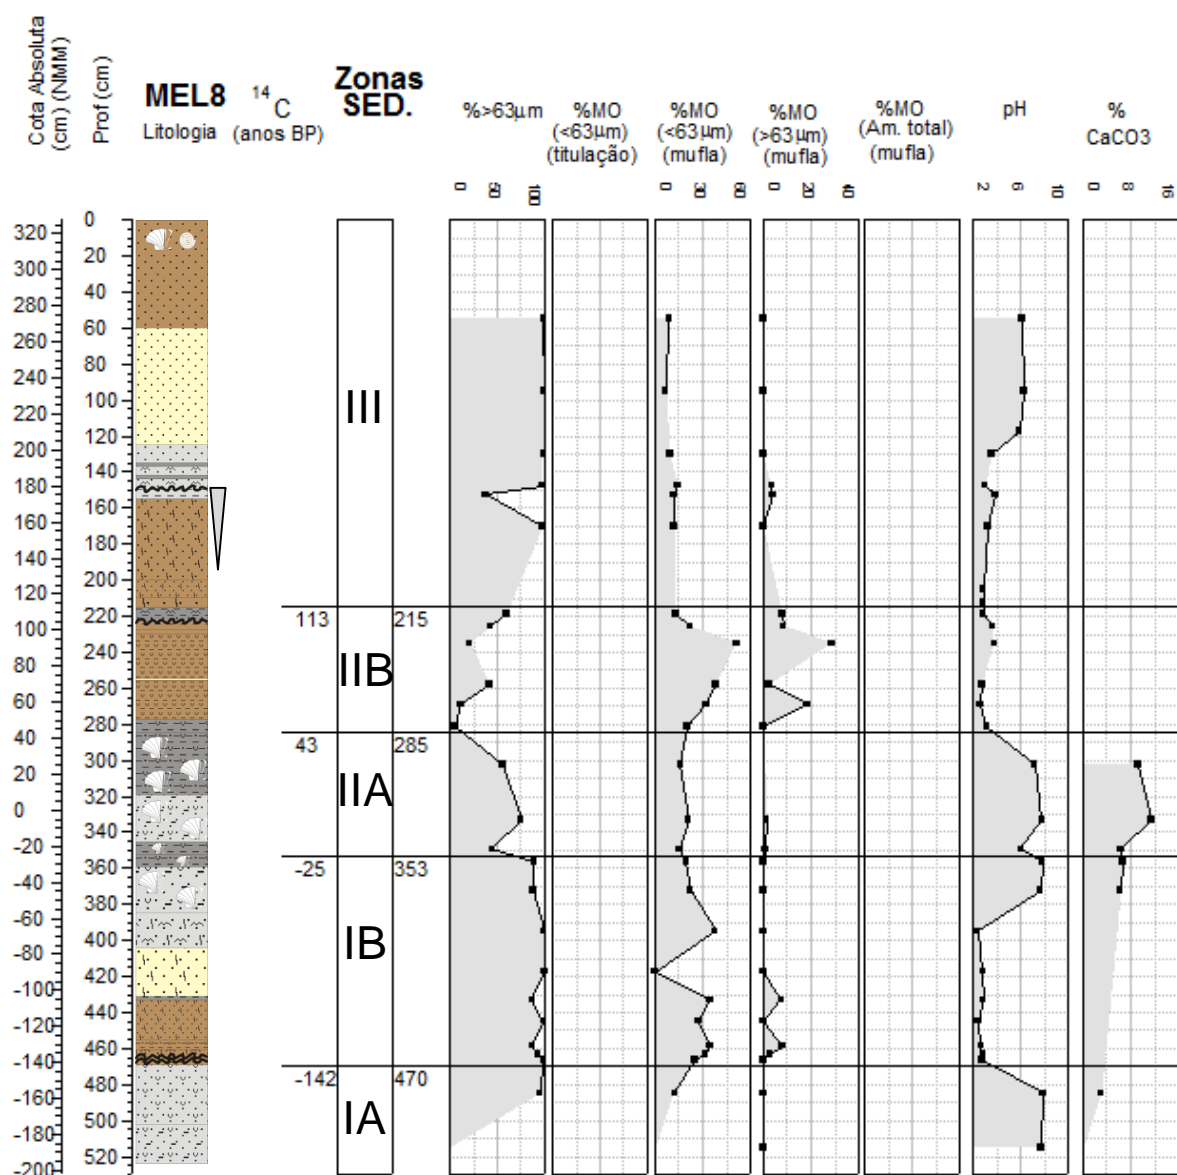 Cota Absoluta
(cm) (NMM)
Prof (cm)
MEL8
Litologia
14 C
(anos BP)
Zonas
SED.
%>63µm
%MO
(<63µm)
(titulação)
%MO
(<63µm)
(mufla)
%MO
(>63µm)
(mufla)
%MO
(Am. total)
(mufla)
pH
%
CaCO3
0 50 100
0 30 60
0 20 40
2 6 10
0 8 16
320
300
280
260
240
220
200
180
160
140
120
100
80
60
40
20
0
-20
-40
-60
-80
-100
-120
-140
-160
-180
-200
0
20
40
60
80
100
120
140
160
180
200
220
240
260
280
300
320
340
360
380
400
420
440
460
480
500
520
III
113 215
IIB
43 285
IIA
-25 353
IB
-142 470
IA